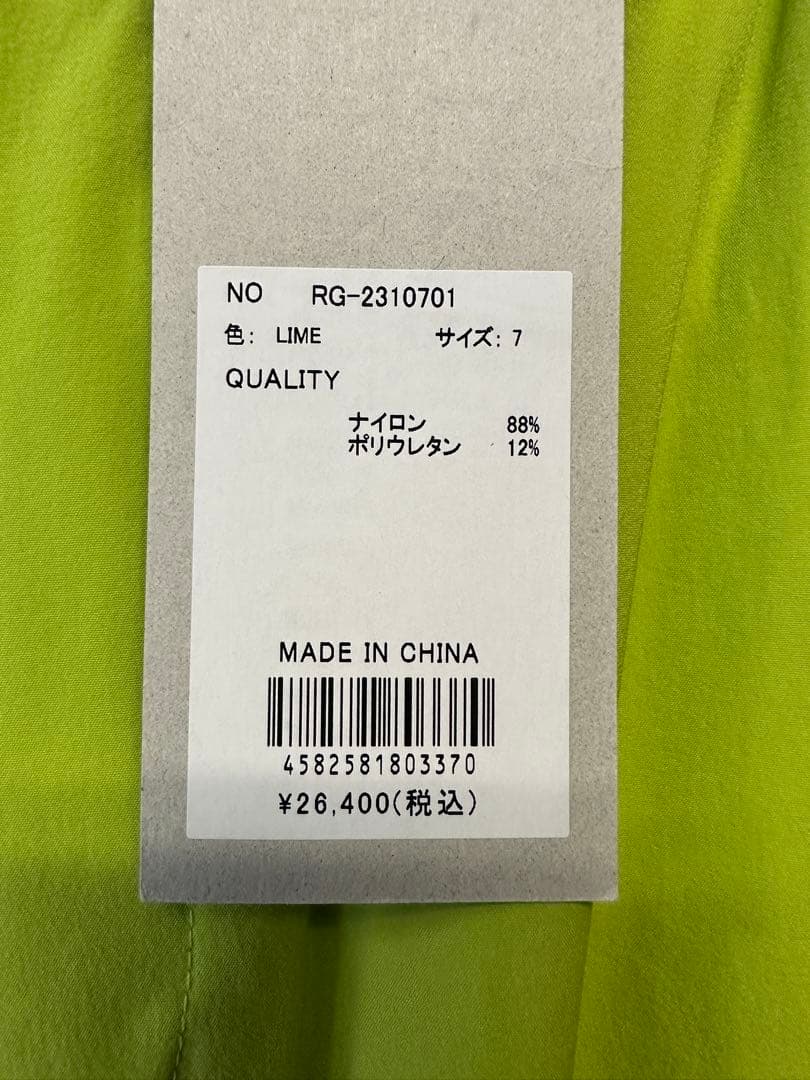 NO RG-2310701
色: LIME サイズ: 7
QUALITY
ナイロン 88%
ポリウレタン 12%
MADE IN CHINA
4582581803370
¥26,400(税込)